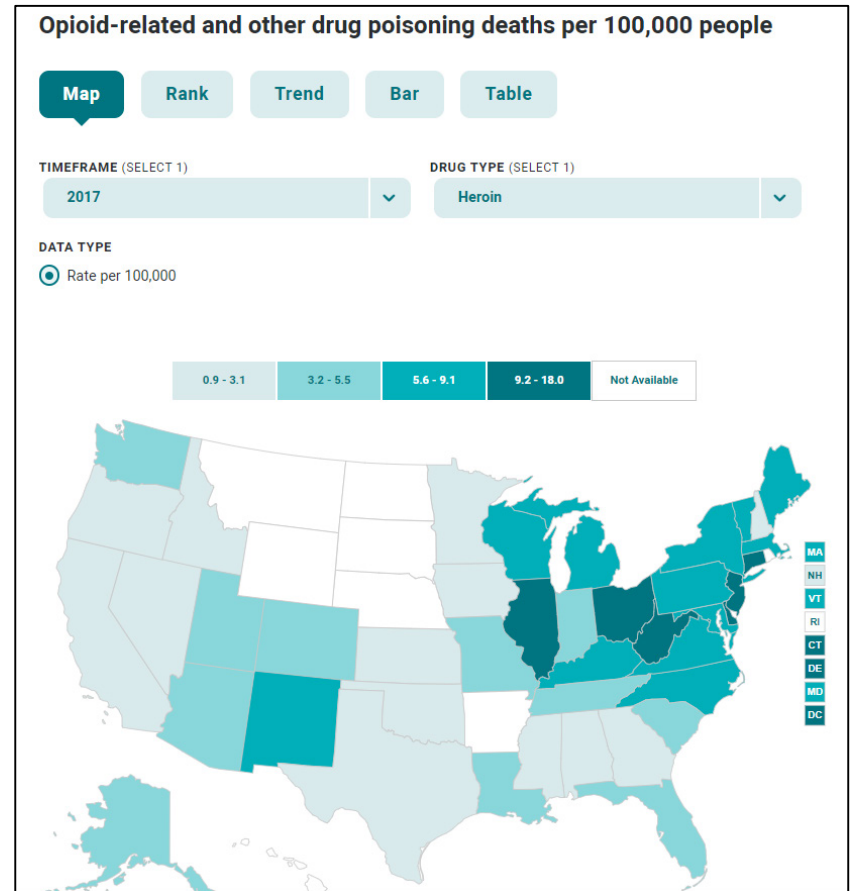 Opioid-related and other drug poisoning deaths per 100,000 people
Map Rank Trend Bar Table
TIMEFRAME (SELECT 1) DRUG TYPE (SELECT 1)
2017 Heroin
DATA TYPE
Rate per 100,000
0.9 - 3.1 3.2 - 5.5 5.6 - 9.1 9.2 - 18.0 Not Available
MA
NH
VT
RI
CT
DE
MD
DC